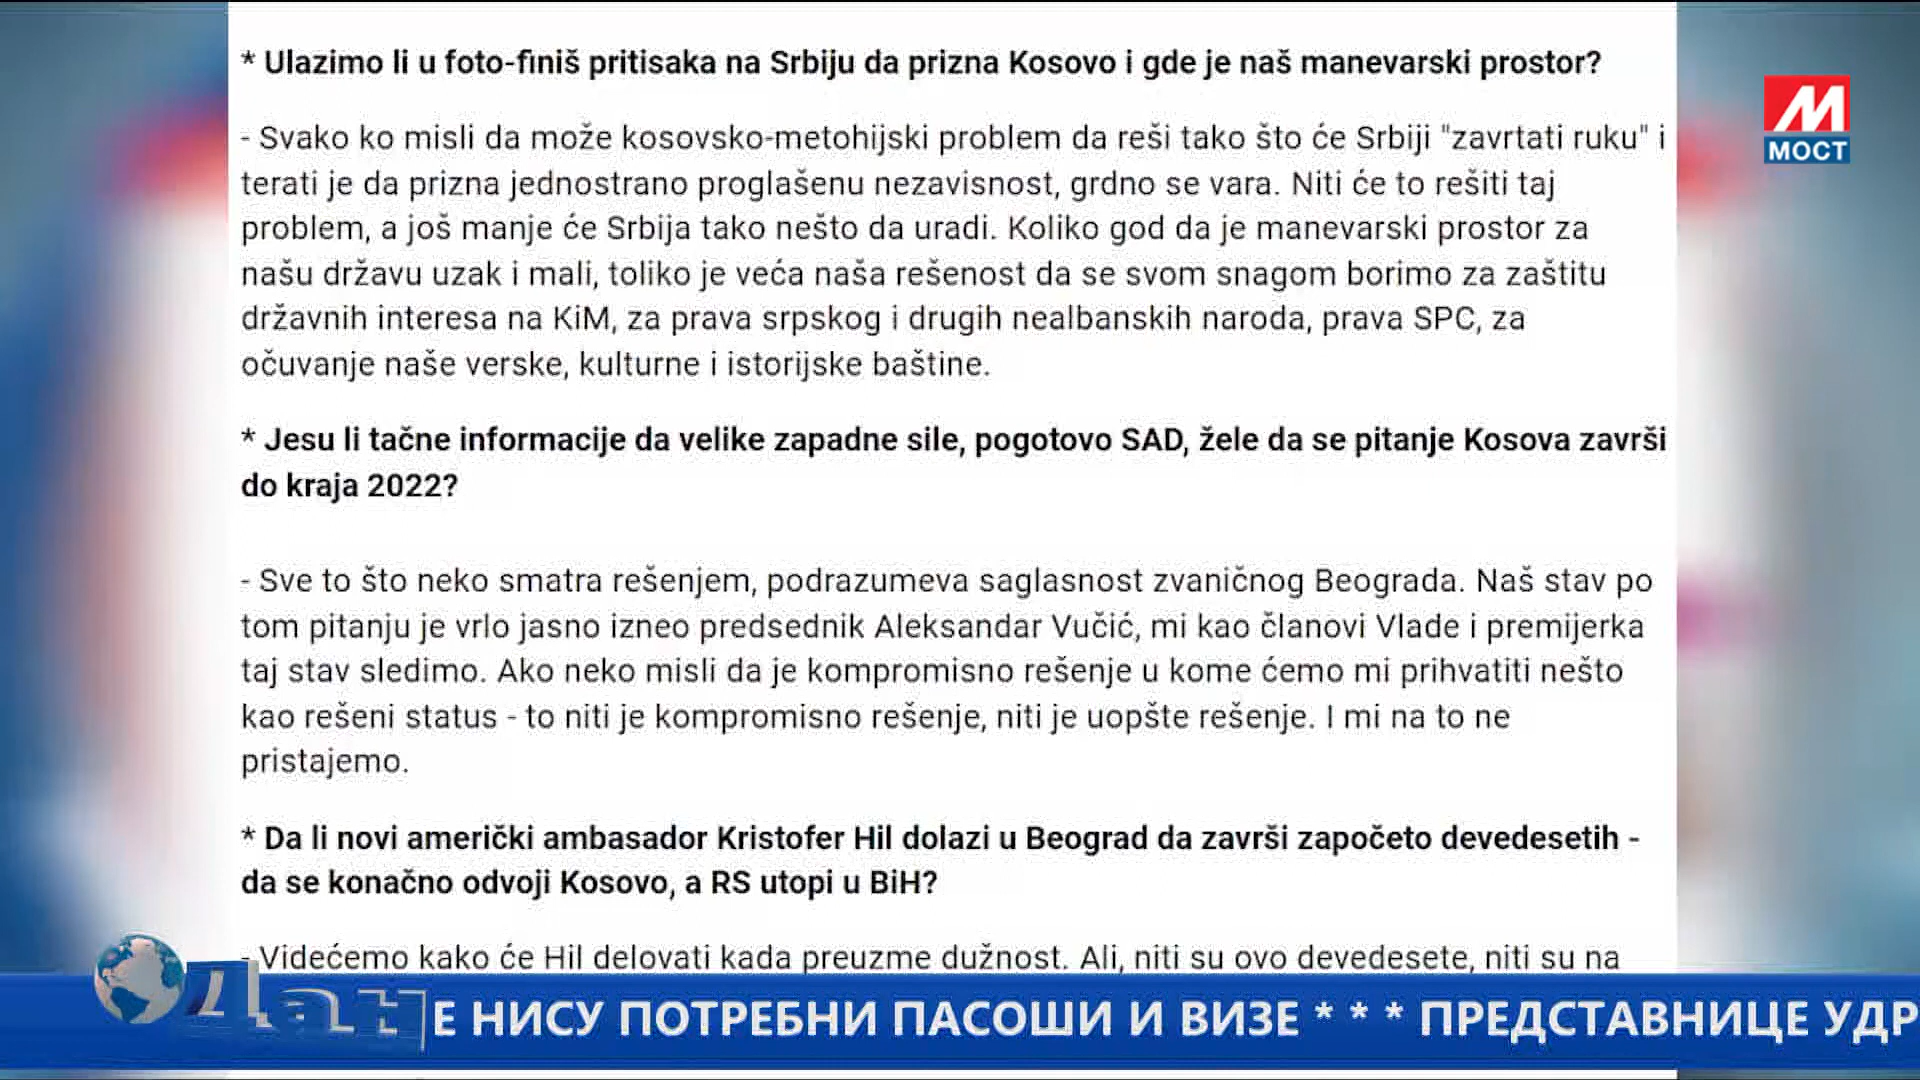 * Ulazimo li u foto-finiš pritisaka na Srbiju da prizna Kosovo i gde je naš manevarski prostor?
- Svako ko misli da može kosovsko-metohijski problem da reši tako što će Srbiji "zavrtati ruku" i
terati je da prizna jednostrano proglašenu nezavisnost, grdno se vara. Niti će to rešiti taj
problem, a još manje će Srbija tako nešto da uradi. Koliko god da je manevarski prostor za
našu državu uzak i mali, toliko je veća naša rešenost da se svom snagom borimo za zaštitu
državnih interesa na KiM, za prava srpskog i drugih nealbanskih naroda, prava SPC, za
očuvanje naše verske, kulturne i istorijske baštine.
* Jesu li tačne informacije da velike zapadne sile, pogotovo SAD, žele da se pitanje Kosova završi
do kraja 2022?
- Sve to što neko smatra rešenjem, podrazumeva saglasnost zvaničnog Beograda. Naš stav po
tom pitanju je vrlo jasno izneo predsednik Aleksandar Vučić, mi kao članovi Vlade i premijerka
taj stav sledimo. Ako neko misli da je kompromisno rešenje u kome ćemo mi prihvatiti nešto
kao rešeni status - to niti je kompromisno rešenje, niti je uopšte rešenje. I mi na to ne
pristajemo.
* Da li novi američki ambasador Kristofer Hil dolazi u Beograd da završi započeto devedesetih -
da se konačno odvoji Kosovo, a RS utopi u BiH?
- Videćemo kako će Hil delovati kada preuzme dužnost. Ali, niti su ovo devedesete, niti su na
М
МОСТ
Дан
Е НИСУ ПОТРЕБНИ ПАСОШИ И ВИЗЕ * * * ПРЕДСТАВНИЦЕ УДР